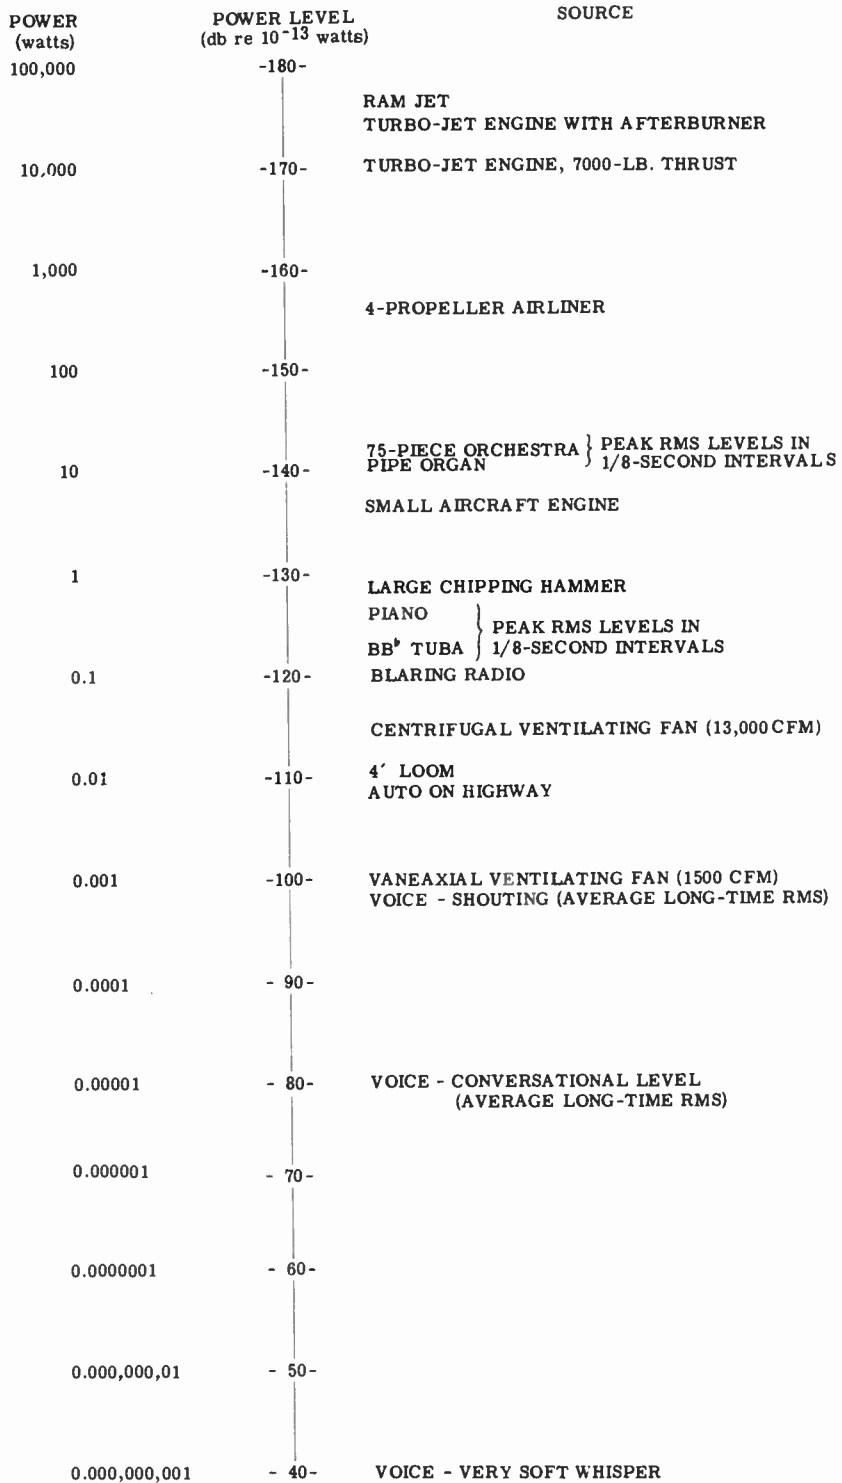 POWER POWER LEVEL SOURCE
(watts) (db re 10⁻¹³ watts)
100,000 -180-
RAM JET
TURBO-JET ENGINE WITH AFTERBURNER
10,000 -170- TURBO-JET ENGINE, 7000-LB. THRUST
1,000 -160-
4-PROPELLER AIRLINER
100 -150-
75-PIECE ORCHESTRA } PEAK RMS LEVELS IN
10 -140- PIPE ORGAN 1/8-SECOND INTERVALS
SMALL AIRCRAFT ENGINE
1 -130-
LARGE CHIPPING HAMMER
PIANO
PEAK RMS LEVELS IN
BB♭ TUBA } 1/8-SECOND INTERVALS
0.1 -120- BLARING RADIO
CENTRIFUGAL VENTILATING FAN (13,000 CFM)
0.01 -110- 4´ LOOM
AUTO ON HIGHWAY
0.001 -100- VANEAXIAL VENTILATING FAN (1500 CFM)
VOICE - SHOUTING (AVERAGE LONG-TIME RMS)
0.0001 - 90-
0.00001 - 80- VOICE - CONVERSATIONAL LEVEL
(AVERAGE LONG-TIME RMS)
0.000001 - 70-
0.0000001 - 60-
0.000,000,01 - 50-
0.000,000,001 - 40- VOICE - VERY SOFT WHISPER